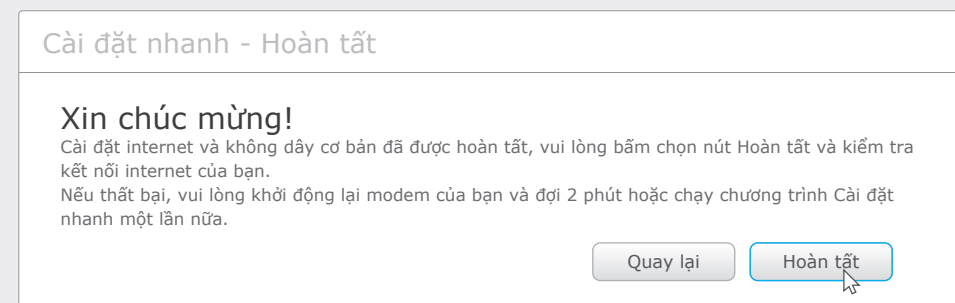 Cài đặt nhanh - Hoàn tất
Xin chúc mừng!
Cài đặt internet và không dây cơ bản đã được hoàn tất, vui lòng bấm chọn nút Hoàn tất và kiểm tra
kết nối internet của bạn.
Nếu thất bại, vui lòng khởi động lại modem của bạn và đợi 2 phút hoặc chạy chương trình Cài đặt
nhanh một lần nữa.
Quay lại Hoàn tất